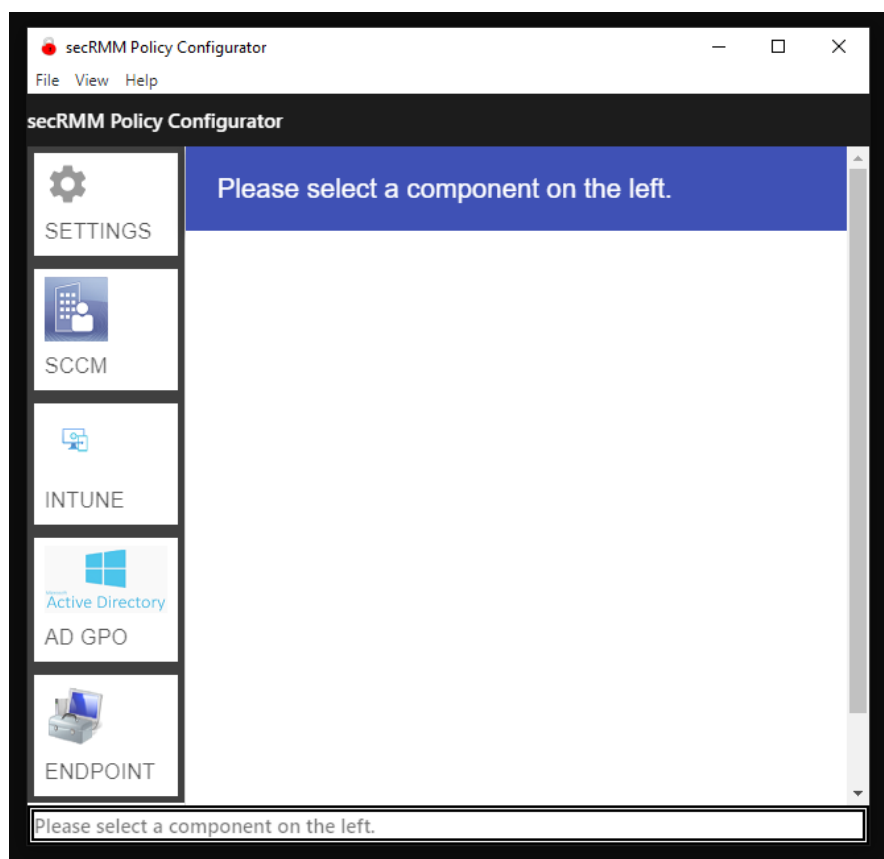 secRMM Policy Configurator
File View Help
secRMM Policy Configurator
SETTINGS
Please select a component on the left.
SCCM
INTUNE
Active Directory
AD GPO
ENDPOINT
Please select a component on the left.